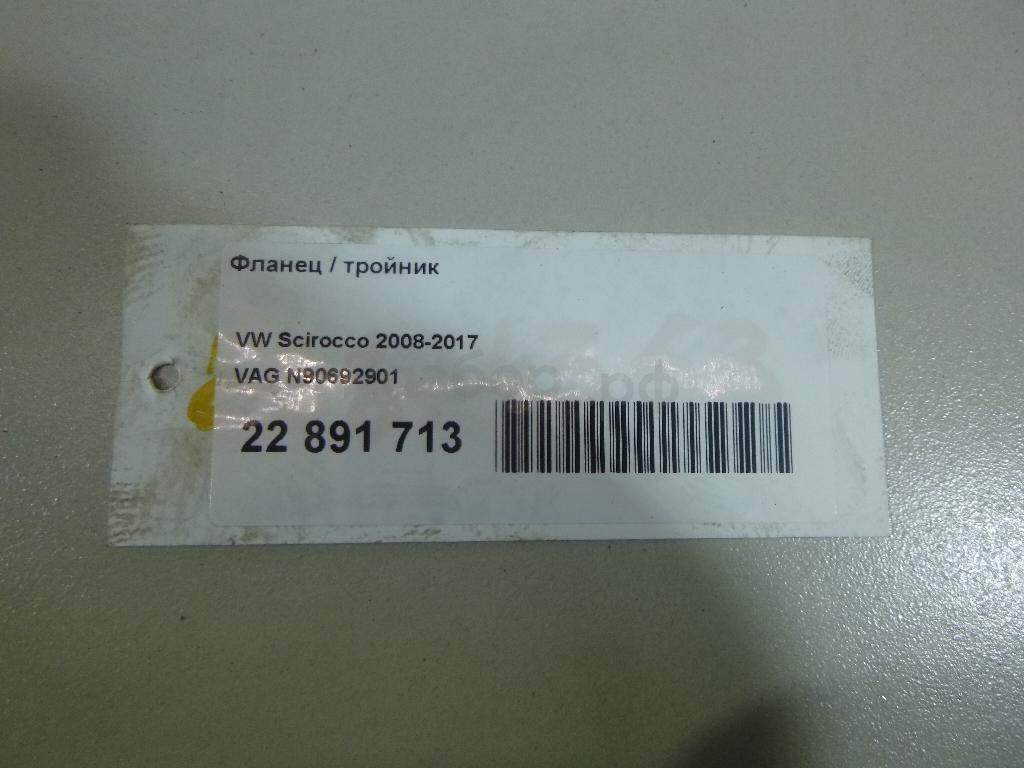 Фланец / тройник
VW Scirocco 2008-2017
VAG N90692901
22 891 713